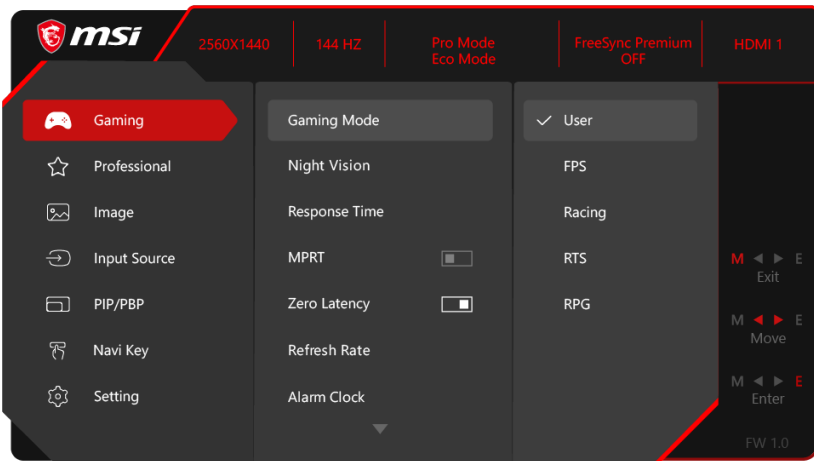 msi
2560X1440
144 HZ
Pro Mode
Eco Mode
FreeSync Premium
OFF
HDMI 1
Gaming
Professional
Image
Input Source
PIP/PBP
Navi Key
Setting
Gaming Mode
Night Vision
Response Time
MPRT
Zero Latency
Refresh Rate
Alarm Clock
User
FPS
Racing
RTS
RPG
M E
Exit
M E
Move
M E
Enter
FW 1.0